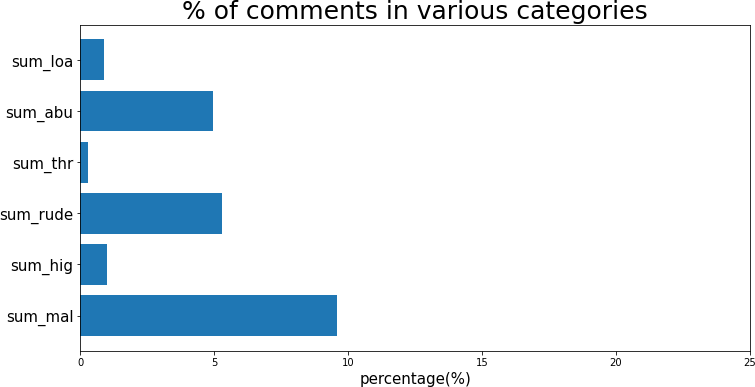 % of comments in various categories
sum_loa
sum_abu
sum_thr
sum_rude
sum_hig
sum_mal
0 5 10 15 20 25
percentage(%)